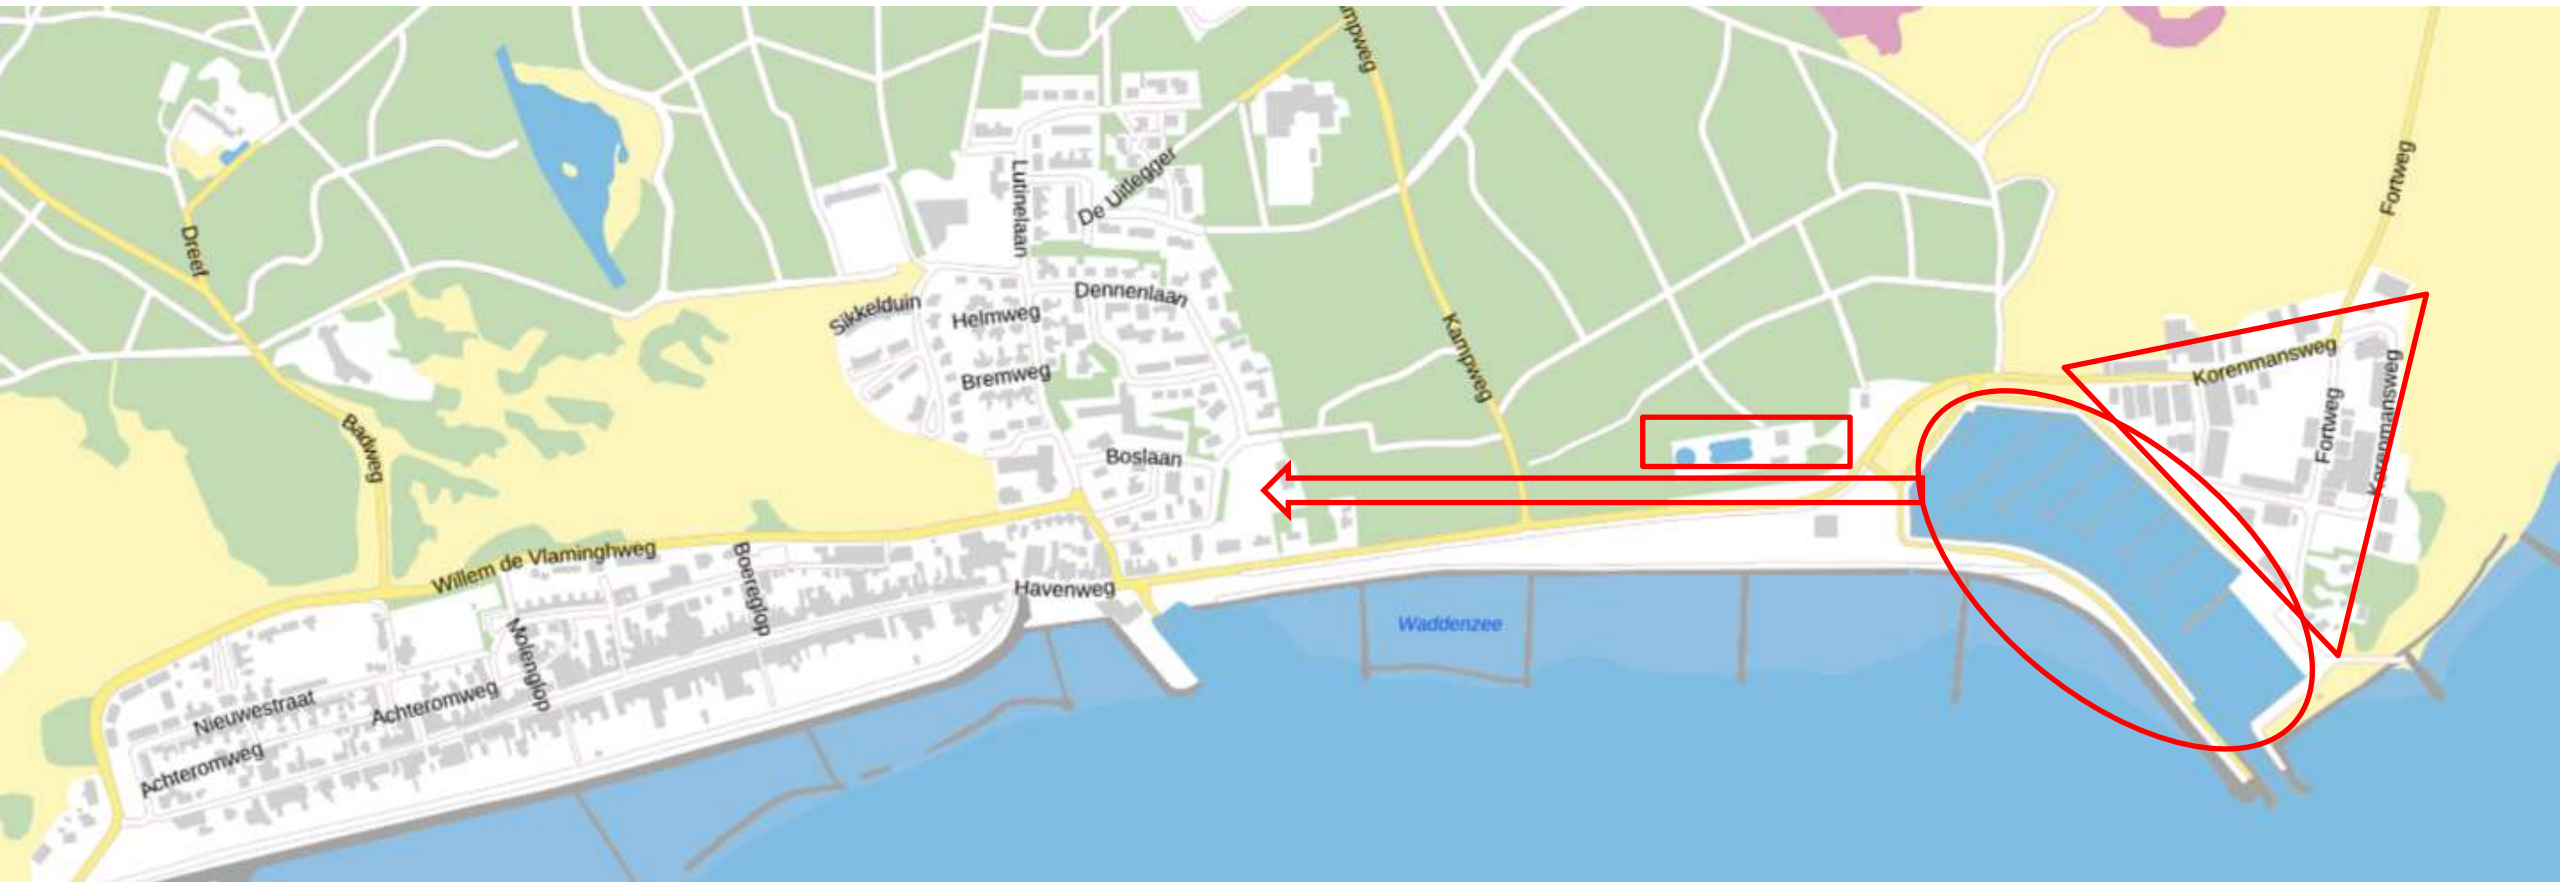 mpweg
Fortweg
De Uitlegger
Lutinelaan
Dreef
Dennenlaan
Sikkelduin
Helmweg
Kampweg
Korenmansweg
Bremweg
Korenmansweg
Fortweg
Badweg
Boslaan
Willem de Vlaminghweg
Boereglop
Havenweg
Waddenzee
Molenglop
Nieuwestraat
Achteromweg
Achteromweg